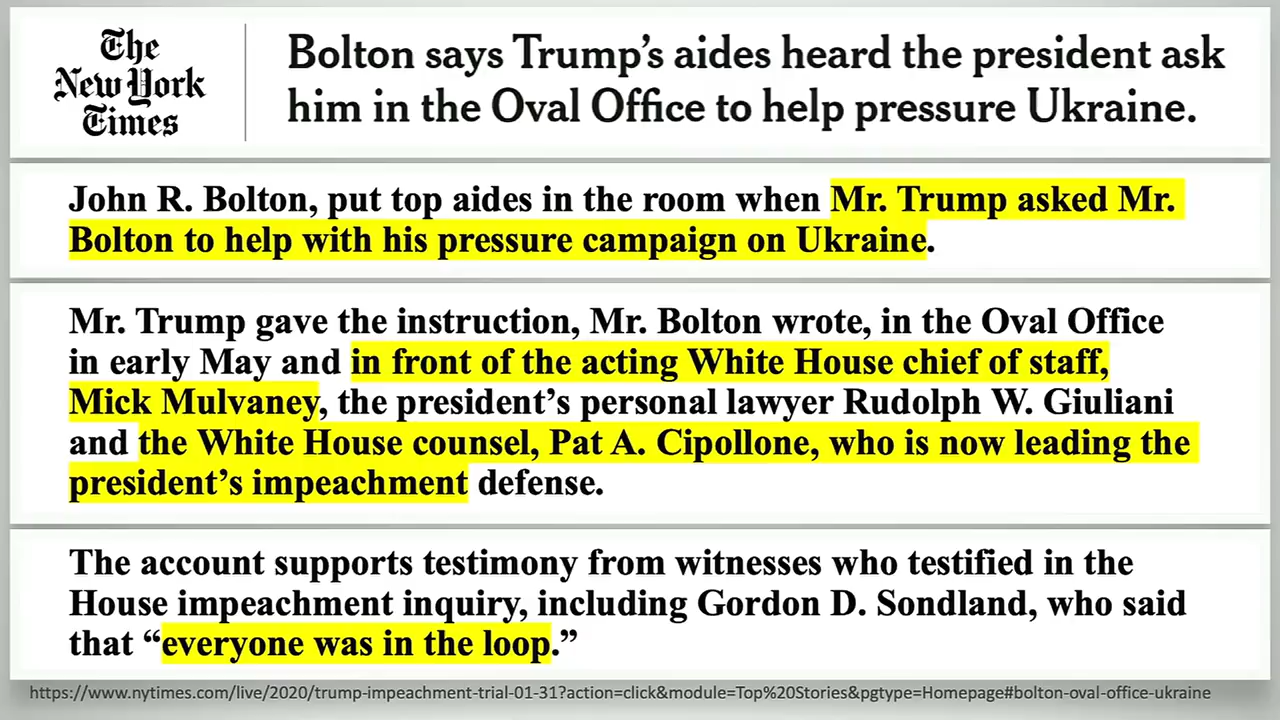 The
New York
Times
Bolton says Trump’s aides heard the president ask
him in the Oval Office to help pressure Ukraine.
John R. Bolton, put top aides in the room when Mr. Trump asked Mr.
Bolton to help with his pressure campaign on Ukraine.
Mr. Trump gave the instruction, Mr. Bolton wrote, in the Oval Office
in early May and in front of the acting White House chief of staff,
Mick Mulvaney, the president’s personal lawyer Rudolph W. Giuliani
and the White House counsel, Pat A. Cipollone, who is now leading the
president’s impeachment defense.
The account supports testimony from witnesses who testified in the
House impeachment inquiry, including Gordon D. Sondland, who said
that “everyone was in the loop.”
https://www.nytimes.com/live/2020/trump-impeachment-trial-01-31?action=click&module=Top%20Stories&pgtype=Homepage#bolton-oval-office-ukraine